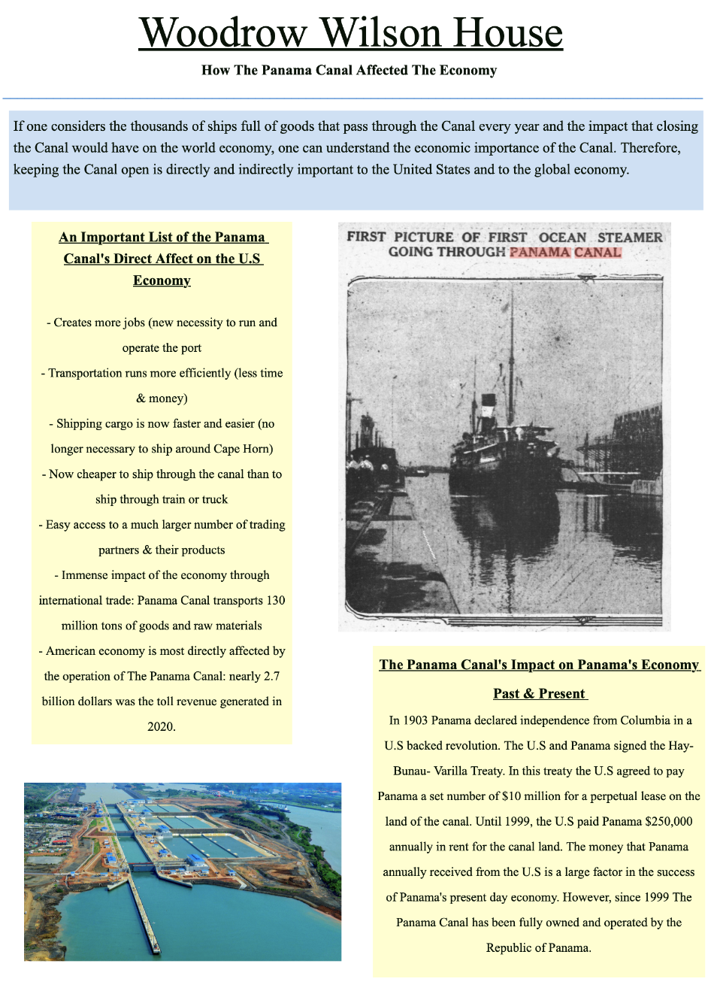 Woodrow Wilson House
How The Panama Canal Affected The Economy
If one considers the thousands of ships full of goods that pass through the Canal every year and the impact that closing
the Canal would have on the world economy, one can understand the economic importance of the Canal. Therefore,
keeping the Canal open is directly and indirectly important to the United States and to the global economy.
An Important List of the Panama
Canal's Direct Affect on the U.S
Economy
- Creates more jobs (new necessity to run and
operate the port
- Transportation runs more efficiently (less time
& money)
- Shipping cargo is now faster and easier (no
longer necessary to ship around Cape Horn)
- Now cheaper to ship through the canal than to
ship through train or truck
- Easy access to a much larger number of trading
partners & their products
- Immense impact of the economy through
international trade: Panama Canal transports 130
million tons of goods and raw materials
- American economy is most directly affected by
the operation of The Panama Canal: nearly 2.7
billion dollars was the toll revenue generated in
2020.
FIRST PICTURE OF FIRST OCEAN STEAMER
GOING THROUGH PANAMA CANAL
The Panama Canal's Impact on Panama's Economy
Past & Present
In 1903 Panama declared independence from Columbia in a
U.S backed revolution. The U.S and Panama signed the Hay-
Bunau- Varilla Treaty. In this treaty the U.S agreed to pay
Panama a set number of $10 million for a perpetual lease on the
land of the canal. Until 1999, the U.S paid Panama $250,000
annually in rent for the canal land. The money that Panama
annually received from the U.S is a large factor in the success
of Panama's present day economy. However, since 1999 The
Panama Canal has been fully owned and operated by the
Republic of Panama.